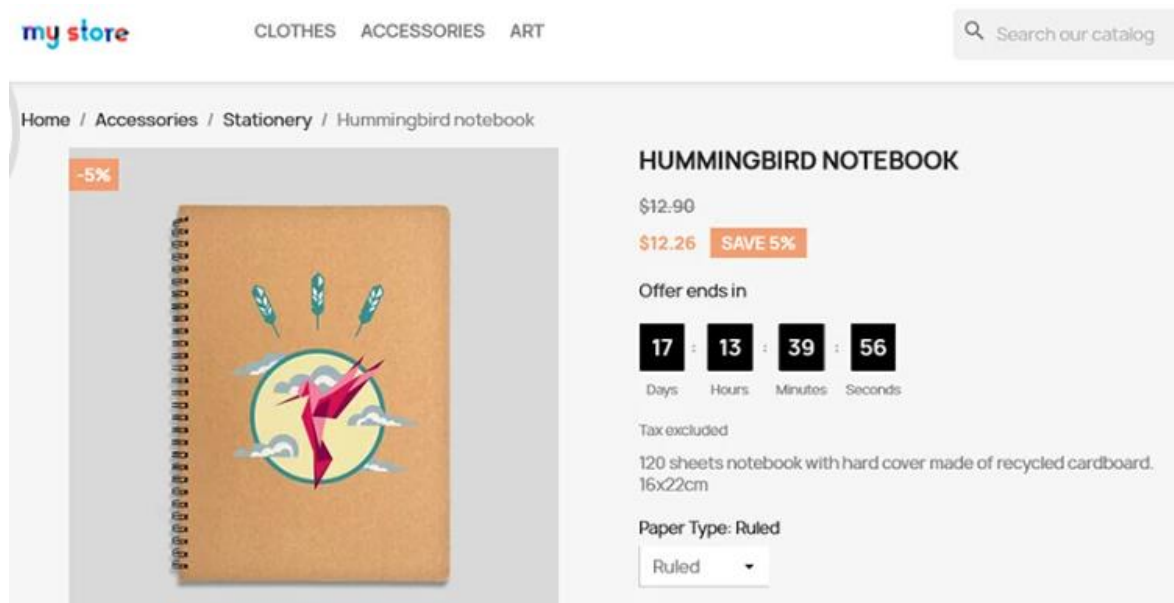 my store
CLOTHES ACCESSORIES ART
Search our catalog
Home / Accessories / Stationery / Hummingbird notebook
-5%
HUMMINGBIRD NOTEBOOK
$12.90
$12.26 SAVE 5%
Offer ends in
17 : 13 : 39 : 56
Days Hours Minutes Seconds
Tax excluded
120 sheets notebook with hard cover made of recycled cardboard.
16x22cm
Paper Type: Ruled
Ruled